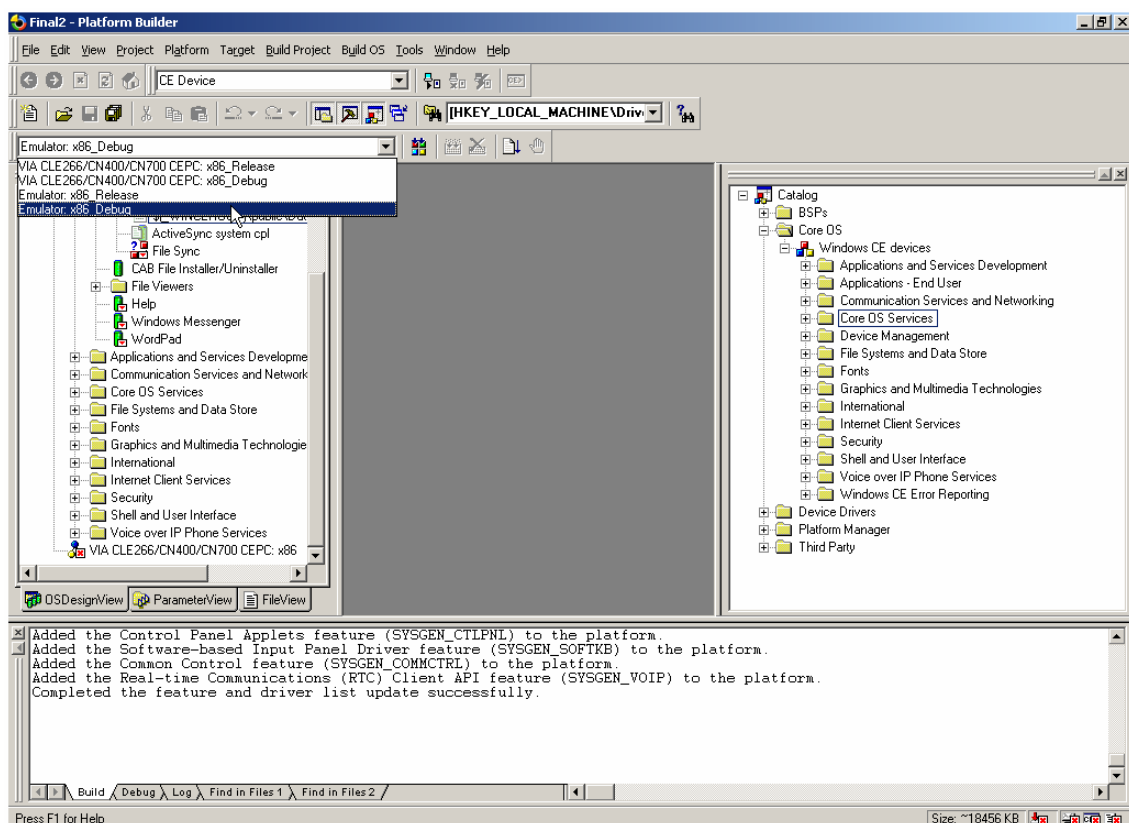 Final2 - Platform Builder
File Edit View Project Platform Target Build Project Build OS Tools Window Help
CE Device
[HKEY_LOCAL_MACHINE\Driv
Emulator: x86_Debug
VIA CLE266/CN400/CN700 CEPC: x86_Release
VIA CLE266/CN400/CN700 CEPC: x86_Debug
Emulator: x86_Release
Emulator: x86_Debug
ActiveSync system cpl
File Sync
CAB File Installer/Uninstaller
File Viewers
Help
Windows Messenger
WordPad
Applications and Services Developme
Communication Services and Network
Core OS Services
File Systems and Data Store
Fonts
Graphics and Multimedia Technologie
International
Internet Client Services
Security
Shell and User Interface
Voice over IP Phone Services
VIA CLE266/CN400/CN700 CEPC: x86
OSDesignView ParameterView FileView
Catalog
BSPs
Core OS
Windows CE devices
Applications and Services Development
Applications - End User
Communication Services and Networking
Core OS Services
Device Management
File Systems and Data Store
Fonts
Graphics and Multimedia Technologies
International
Internet Client Services
Security
Shell and User Interface
Voice over IP Phone Services
Windows CE Error Reporting
Device Drivers
Platform Manager
Third Party
Added the Control Panel Applets feature (SYSGEN_CTLPNL) to the platform.
Added the Software-based Input Panel Driver feature (SYSGEN_SOFTKB) to the platform.
Added the Common Control feature (SYSGEN_COMMCTRL) to the platform.
Added the Real-time Communications (RTC) Client API feature (SYSGEN_VOIP) to the platform.
Completed the feature and driver list update successfully.
Build Debug Log Find in Files 1 Find in Files 2
Press F1 for Help
Size: ~18456 KB